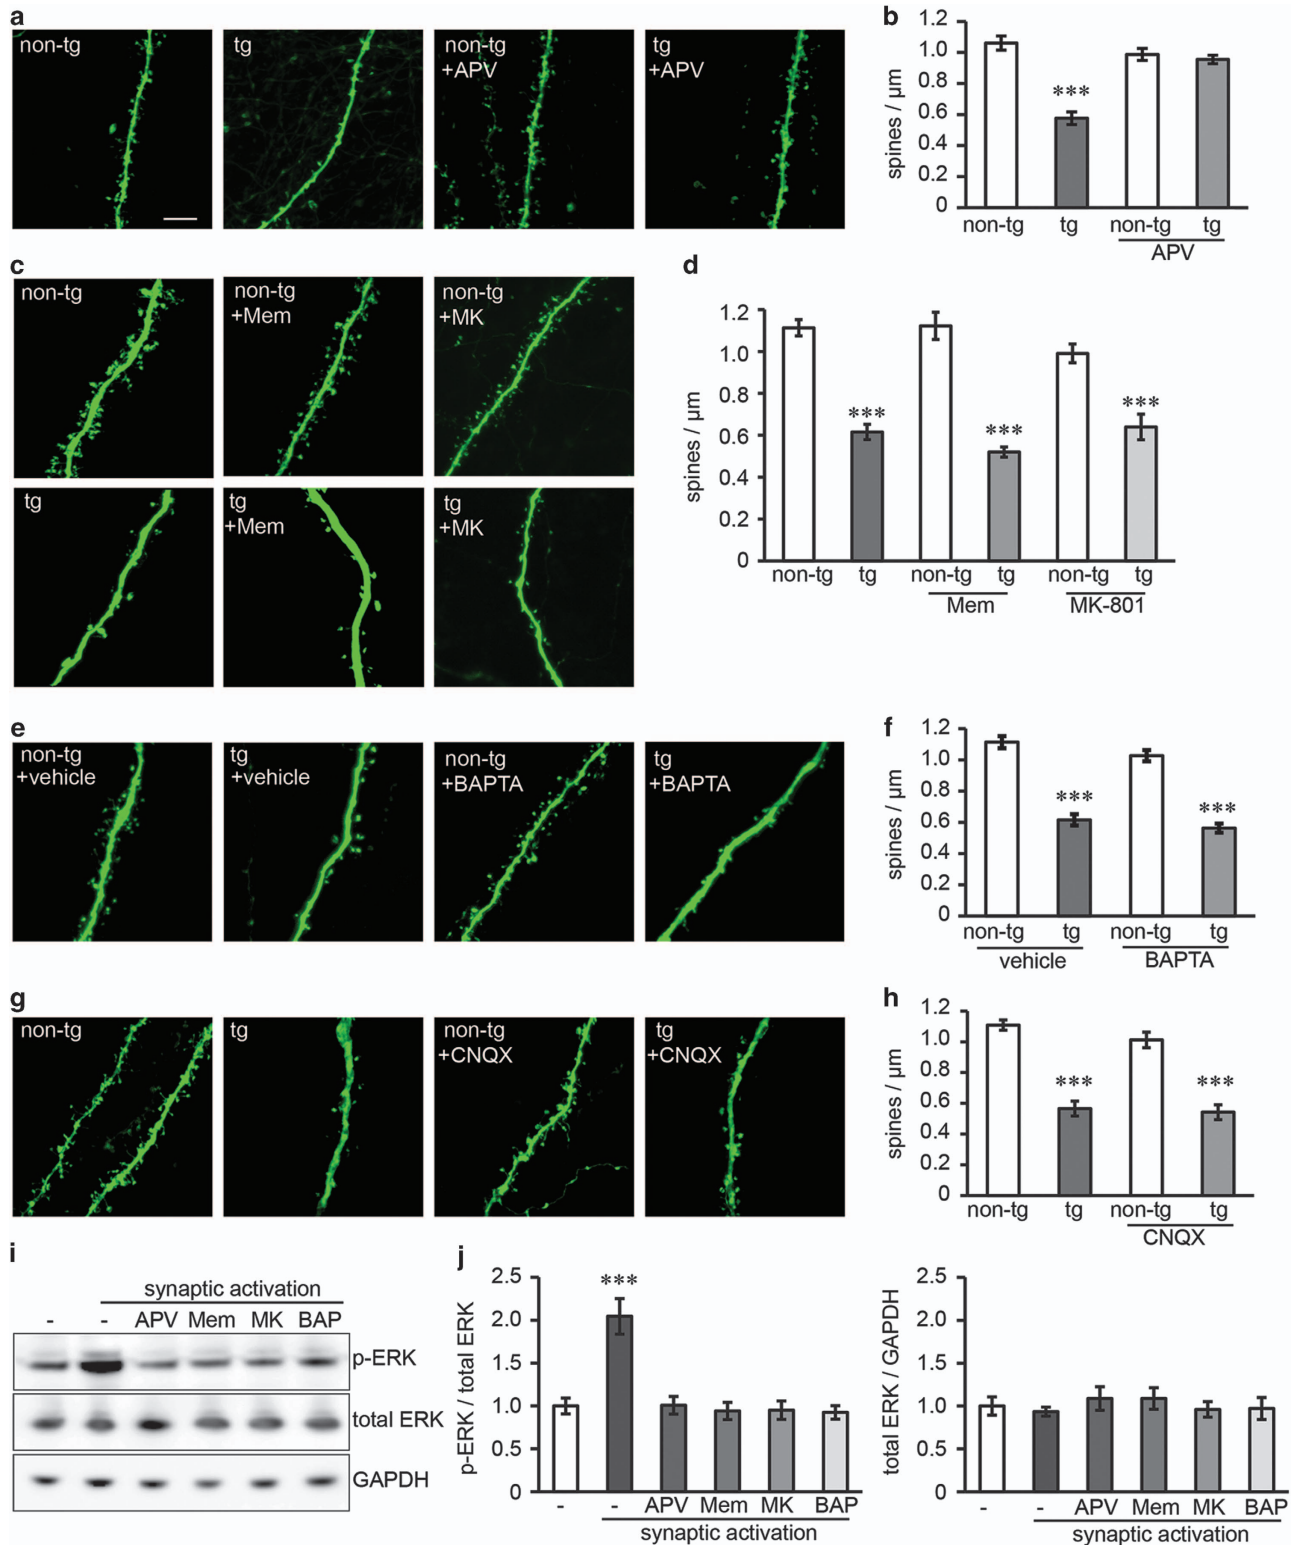 a
non-tg
tg
non-tg
+APV
tg
+APV
b
1.2
1.0
0.8
0.6
0.4
0.2
0
spines / µm
***
non-tg tg non-tg tg
APV
c
non-tg
non-tg
+Mem
non-tg
+MK
tg
tg
+Mem
tg
+MK
d
1.2
1.0
0.8
0.6
0.4
0.2
0
spines / µm
***
***
***
non-tg tg non-tg tg non-tg tg
Mem MK-801
e
non-tg
+vehicle
tg
+vehicle
non-tg
+BAPTA
tg
+BAPTA
f
1.2
1.0
0.8
0.6
0.4
0.2
0
spines / µm
***
***
non-tg tg non-tg tg
vehicle BAPTA
g
non-tg
tg
non-tg
+CNQX
tg
+CNQX
h
1.2
1.0
0.8
0.6
0.4
0.2
0
spines / µm
***
***
non-tg tg non-tg tg
CNQX
i
synaptic activation
- - APV Mem MK BAP
p-ERK
total ERK
GAPDH
j
2.5
2.0
1.5
1.0
0.5
0
p-ERK / total ERK
***
- - APV Mem MK BAP
synaptic activation
2.5
2.0
1.5
1.0
0.5
0
total ERK / GAPDH
- - APV Mem MK BAP
synaptic activation